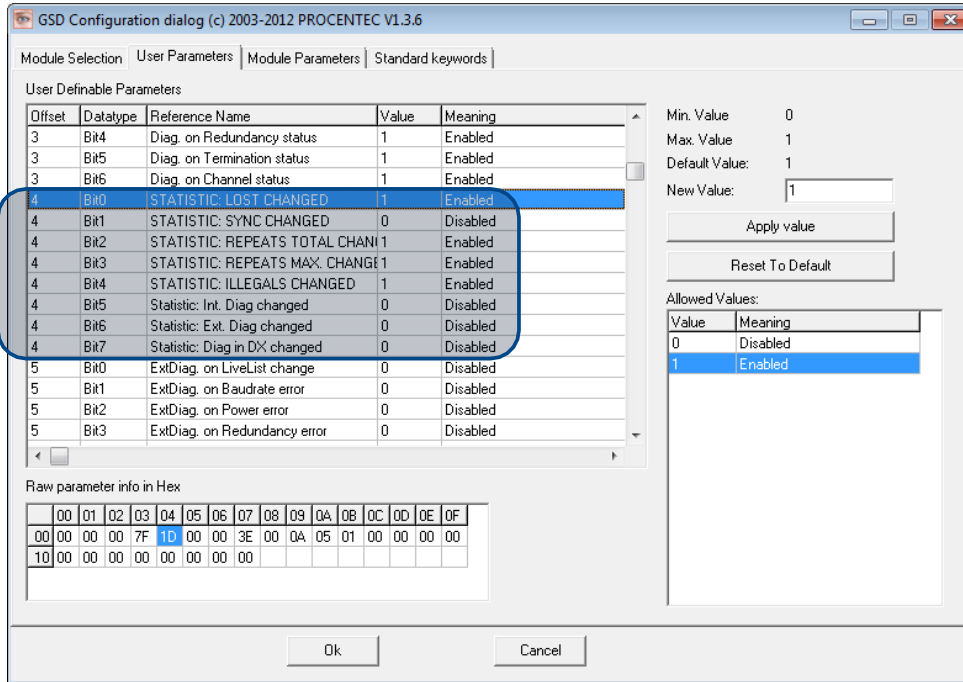 GSD Configuration dialog (c) 2003-2012 PROCENTEC V1.3.6
Module Selection User Parameters Module Parameters Standard keywords
User Definable Parameters
Offset Datatype Reference Name Value Meaning
3 Bit4 Diag. on Redundancy status 1 Enabled
3 Bit5 Diag. on Termination status 1 Enabled
3 Bit6 Diag. on Channel status 1 Enabled
4 Bit0 STATISTIC: LOST CHANGED 1 Enabled
4 Bit1 STATISTIC: SYNC CHANGED 0 Disabled
4 Bit2 STATISTIC: REPEATS TOTAL CHAN 1 Enabled
4 Bit3 STATISTIC: REPEATS MAX. CHANGE 1 Enabled
4 Bit4 STATISTIC: ILLEGALS CHANGED 1 Enabled
4 Bit5 Statistic: Int. Diag changed 0 Disabled
4 Bit6 Statistic: Ext. Diag changed 0 Disabled
4 Bit7 Statistic: Diag in DX changed 0 Disabled
5 Bit0 ExtDiag. on LiveList change 0 Disabled
5 Bit1 ExtDiag. on Baudrate error 0 Disabled
5 Bit2 ExtDiag. on Power error 0 Disabled
5 Bit3 ExtDiag. on Redundancy error 0 Disabled
Min. Value 0
Max. Value 1
Default Value: 1
New Value: 1
Apply value
Reset To Default
Allowed Values:
Value Meaning
0 Disabled
1 Enabled
Raw parameter info in Hex
00 01 02 03 04 05 06 07 08 09 0A 0B 0C 0D 0E 0F
00 00 00 00 7F 1D 00 00 3E 00 0A 05 01 00 00 00 00
10 00 00 00 00 00 00 00 00
Ok Cancel